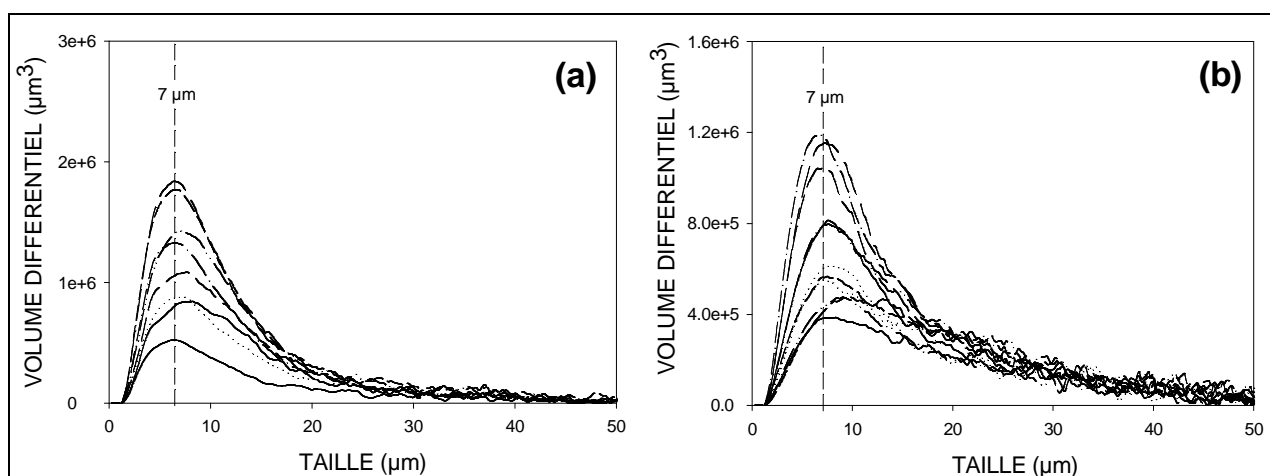 (a)
VOLUME DIFFERENTIEL (µm³)
3e+6
2e+6
1e+6
0
7 µm
0 10 20 30 40 50
TAILLE (µm)
(b)
VOLUME DIFFERENTIEL (µm³)
1.6e+6
1.2e+6
8.0e+5
4.0e+5
0.0
7 µm
0 10 20 30 40 50
TAILLE (µm)